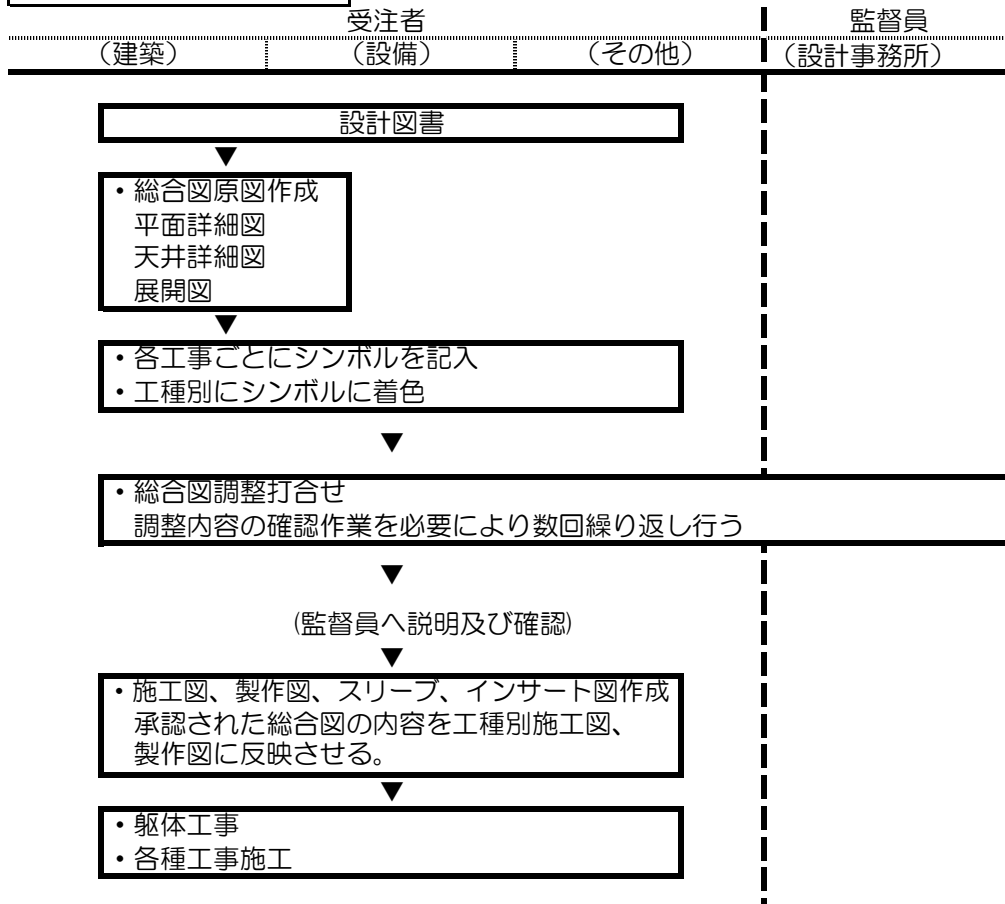 受注者 監督員
（建築） （設備） （その他） （設計事務所）
設計図書
▼
・総合図原図作成
平面詳細図
天井詳細図
展開図
▼
・各工事ごとにシンボルを記入
・工種別にシンボルに着色
▼
・総合図調整打合せ
調整内容の確認作業を必要により数回繰り返し行う
▼
(監督員へ説明及び確認)
▼
・施工図、製作図、スリーブ、インサート図作成
承認された総合図の内容を工種別施工図、
製作図に反映させる。
▼
・躯体工事
・各種工事施工